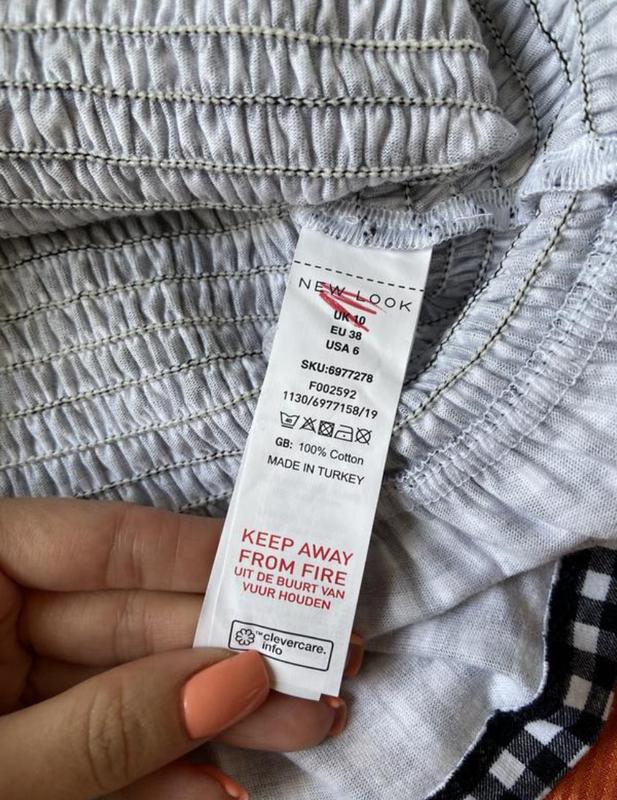 NEW LOOK
UK 10
EU 38
USA 6
SKU:6977278
F002592
1130/6977158/19
GB: 100% Cotton
MADE IN TURKEY
KEEP AWAY
FROM FIRE
UIT DE BUURT VAN
VUUR HOUDEN
™clevercare.
info